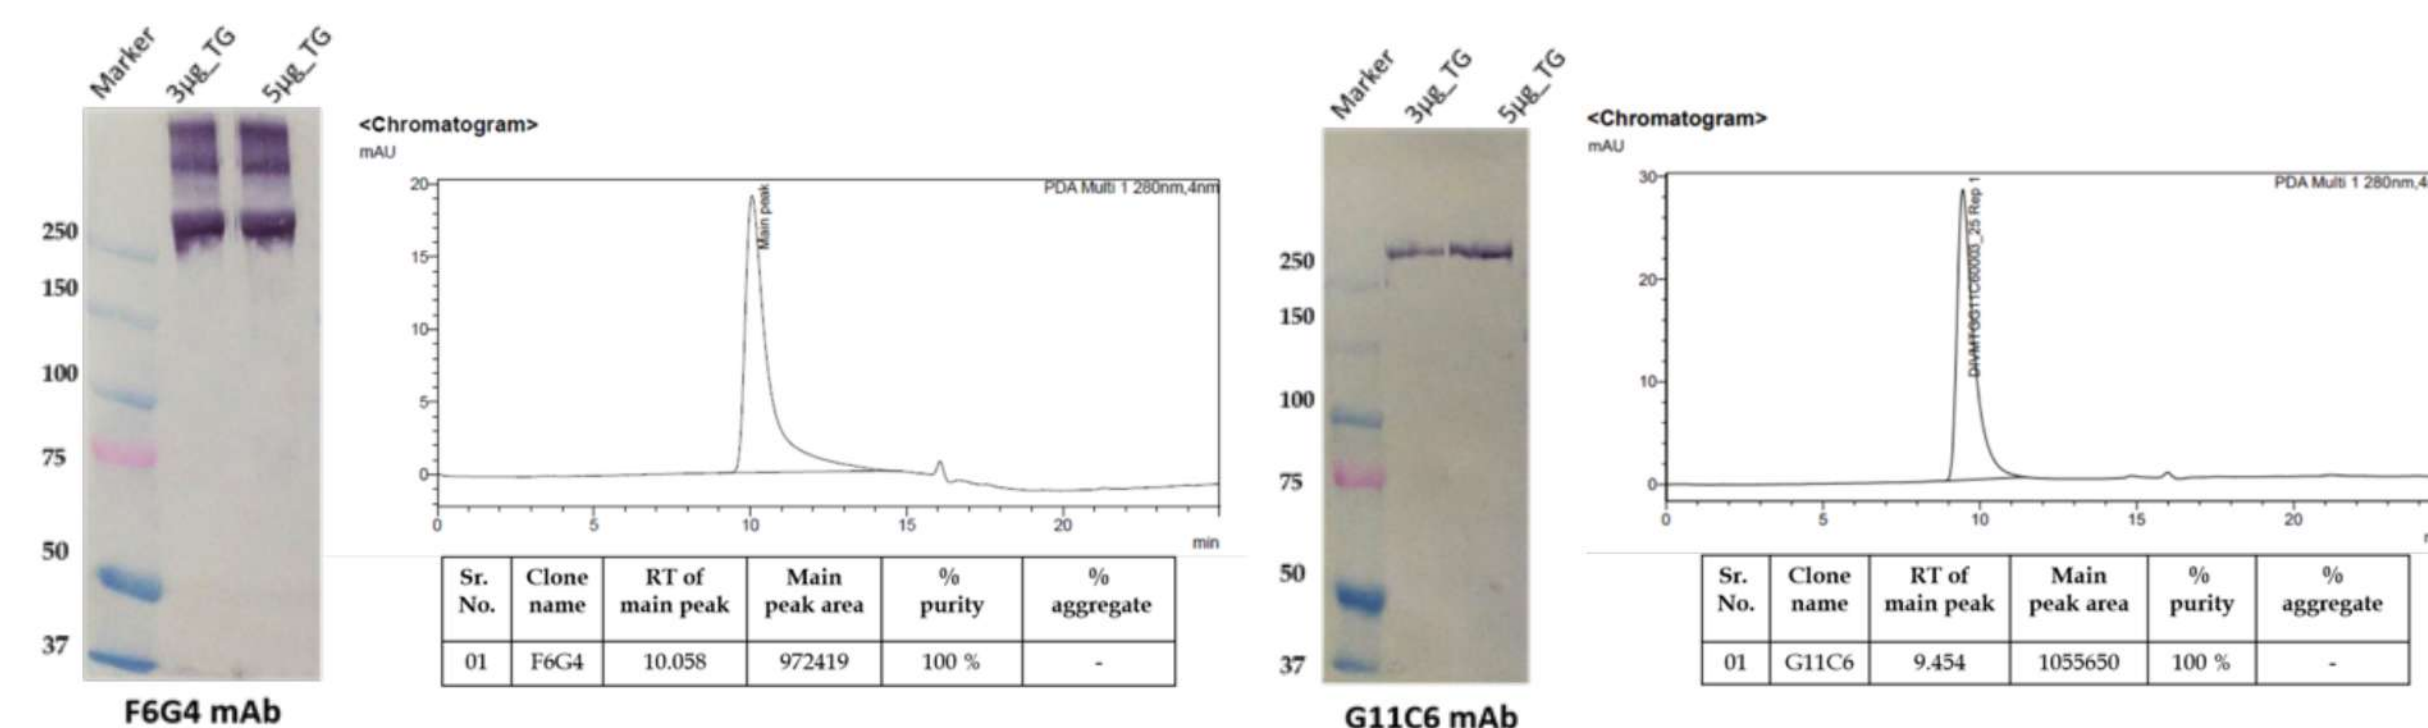 Marker
3µg_TG
5µg_TG
250
150
100
75
50
37
F6G4 mAb
<Chromatogram>
mAU
20
15
10
5
0
PDA Multi 1 280nm,4nm
Main peak
0 5 10 15 20
min
Sr. No. Clone name RT of main peak Main peak area % purity % aggregate
01 F6G4 10.058 972419 100 % -
Marker
3µg_TG
5µg_TG
250
150
100
75
50
37
G11C6 mAb
<Chromatogram>
mAU
30
20
10
0
PDA Multi 1 280nm,4
0 5 10 15 20
Sr. No. Clone name RT of main peak Main peak area % purity % aggregate
01 G11C6 9.454 1055650 100 % -